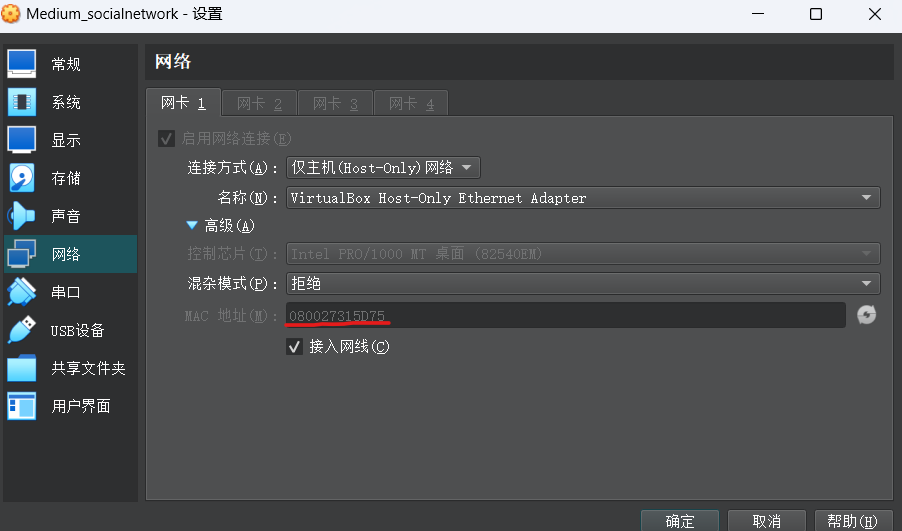 Medium_socialnetwork - 设置
常规
系统
显示
存储
声音
网络
串口
USB设备
共享文件夹
用户界面
网络
网卡 1 网卡 2 网卡 3 网卡 4
启用网络连接(E)
连接方式(A)： 仅主机(Host-Only)网络
名称(N)： VirtualBox Host-Only Ethernet Adapter
高级(A)
控制芯片(T)： Intel PRO/1000 MT 桌面 (82540EM)
混杂模式(P)： 拒绝
MAC 地址(M)： 080027315D75
接入网线(C)
确定 取消 帮助(H)